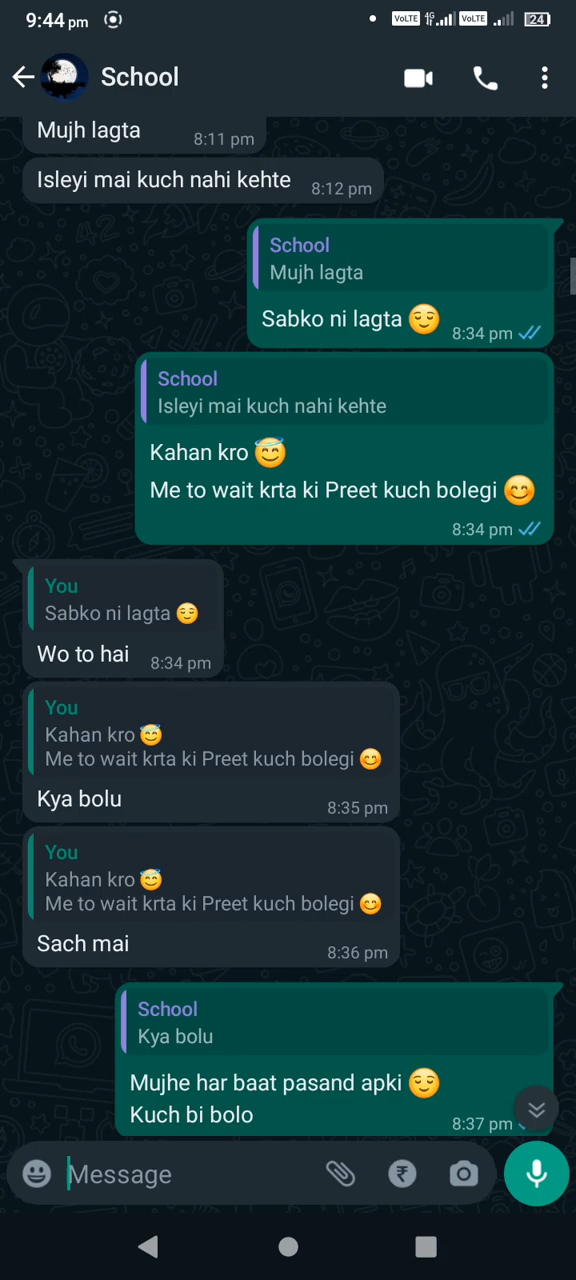 9:44 pm
VoLTE 4G VoLTE 24
School
Mujh lagta
8:11 pm
Isleyi mai kuch nahi kehte 8:12 pm
School
Mujh lagta
Sabko ni lagta 😌
8:34 pm
School
Isleyi mai kuch nahi kehte
Kahan kro 😇
Me to wait krta ki Preet kuch bolegi 😊
8:34 pm
You
Sabko ni lagta 😌
Wo to hai 8:34 pm
You
Kahan kro 😇
Me to wait krta ki Preet kuch bolegi 😊
Kya bolu
8:35 pm
You
Kahan kro 😇
Me to wait krta ki Preet kuch bolegi 😊
Sach mai
8:36 pm
School
Kya bolu
Mujhe har baat pasand apki 😌
Kuch bi bolo
8:37 pm
Message